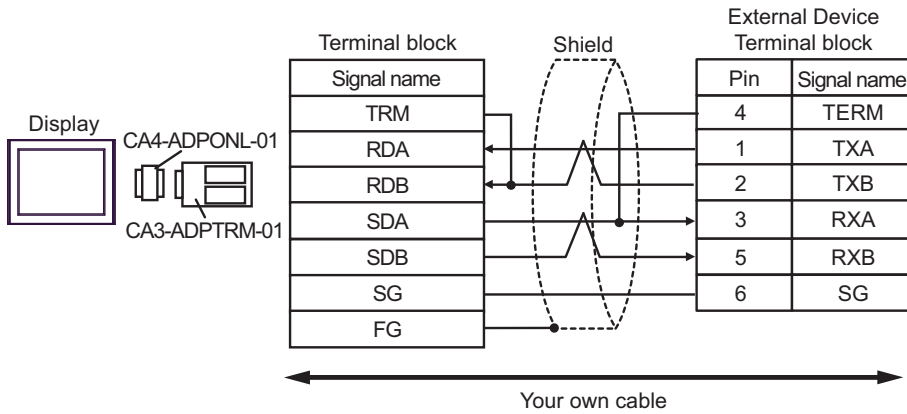 External Device
Terminal block
Shield
Terminal block
Signal name
Pin
Signal name
TRM
4
TERM
Display
CA4-ADPONL-01
RDA
1
TXA
RDB
2
TXB
CA3-ADPTRM-01
SDA
3
RXA
SDB
5
RXB
SG
6
SG
FG
Your own cable